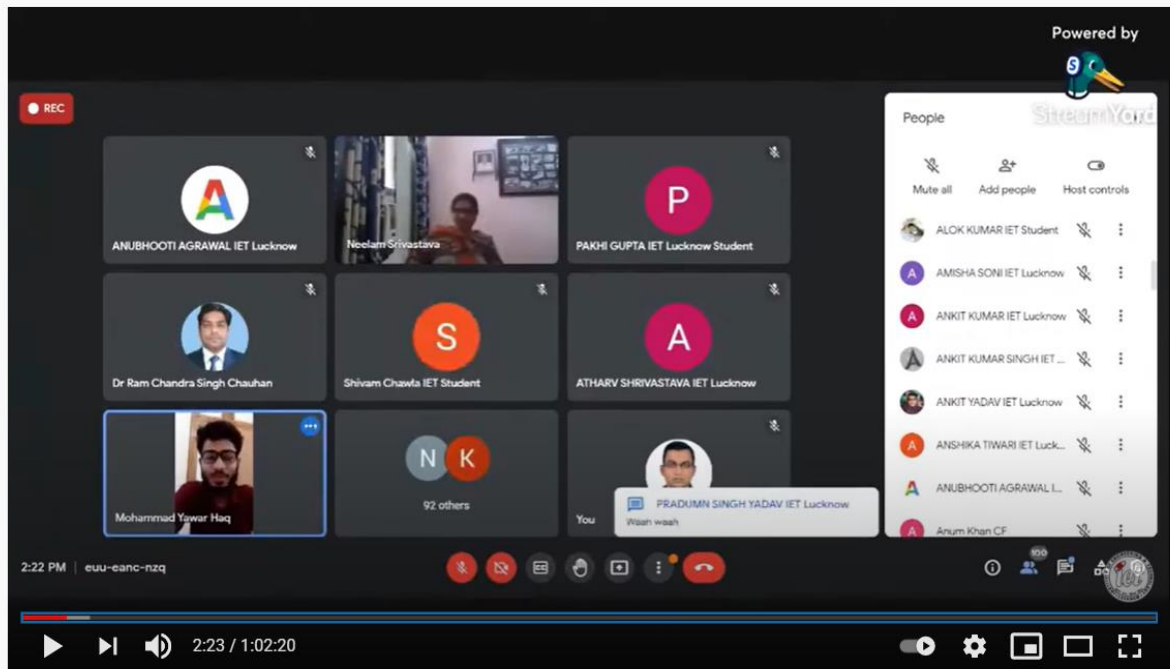 Powered by
S
StreamYard
REC
People
Mute all
Add people
Host controls
ANUBHOOTI AGRAWAL IET Lucknow
Neelam Srivastava
P
PAKHI GUPTA IET Lucknow Student
Dr Ram Chandra Singh Chauhan
S
Shivam Chawla IET Student
A
ATHARV SHRIVASTAVA IET Lucknow
Mohammad Yawar Haq
N K
92 others
You
PRADUMN SINGH YADAV IET Lucknow
Waah waah
ALOK KUMAR IET Student
A
AMISHA SONI IET Lucknow
A
ANKIT KUMAR IET Lucknow
ANKIT KUMAR SINGH IET ...
ANKIT YADAV IET Lucknow
A
ANSHIKA TIWARI IET Luck...
ANUBHOOTI AGRAWAL I...
A
Anum Khan CF
2:22 PM | euu-eanc-nzq
100
2:23 / 1:02:20